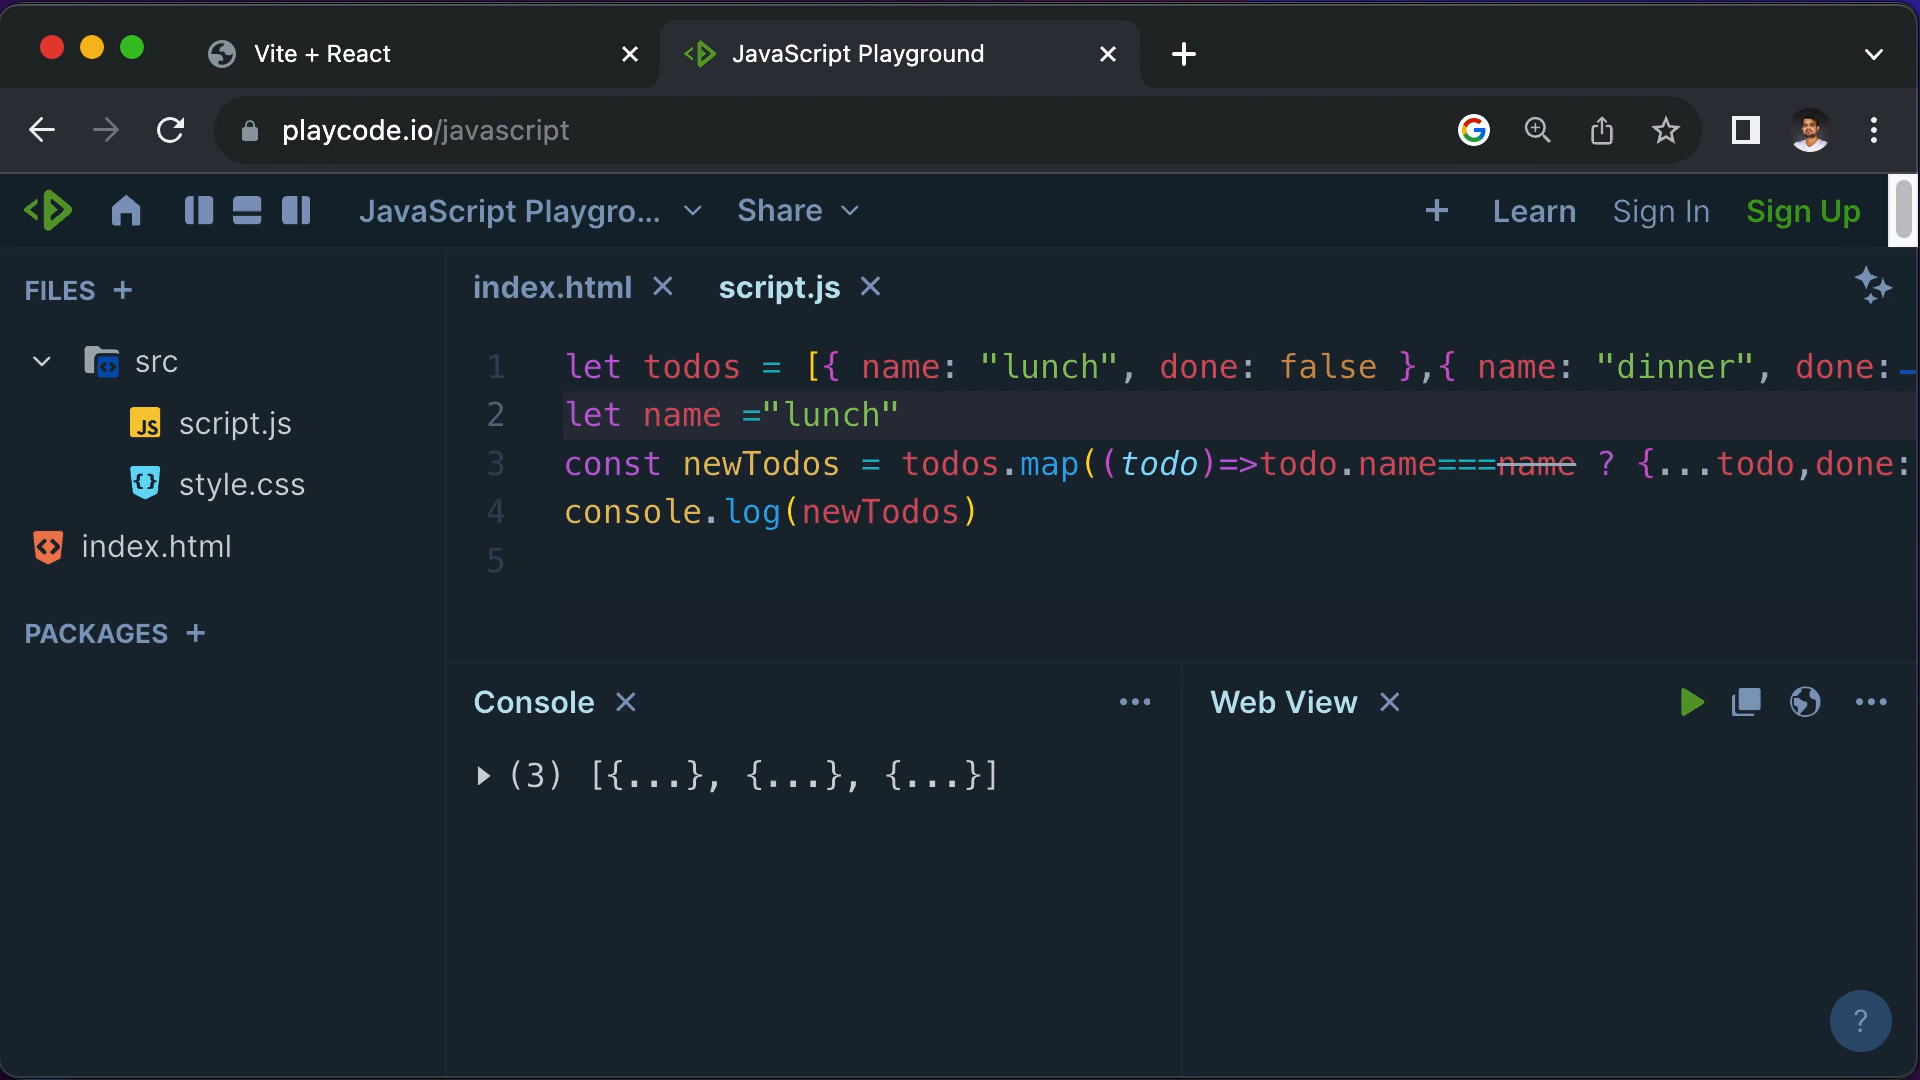 Vite + React
JavaScript Playground
playcode.io/javascript
JavaScript Playgro...
Share
Learn
Sign In
Sign Up
FILES +
src
JS script.js
style.css
index.html
PACKAGES +
index.html
script.js
1 let todos = [{ name: "lunch", done: false },{ name: "dinner", done:
2 let name ="lunch"
3 const newTodos = todos.map((todo)=>todo.name===name ? {...todo,done:
4 console.log(newTodos)
5
Console
Web View
(3) [{...}, {...}, {...}]
?